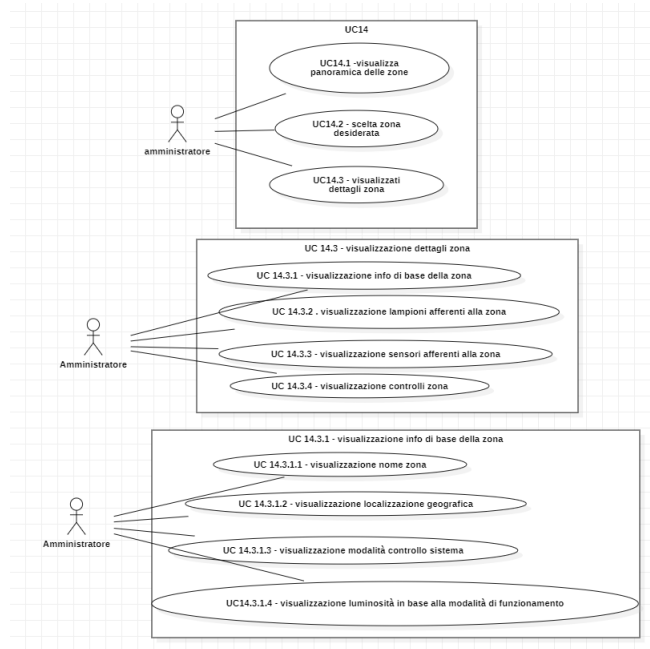 UC14
UC14.1 -visualizza
panoramica delle zone
UC14.2 - scelta zona
desiderata
UC14.3 - visualizzati
dettagli zona
amministratore
UC 14.3 - visualizzazione dettagli zona
UC 14.3.1 - visualizzazione info di base della zona
UC 14.3.2 . visualizzazione lampioni afferenti alla zona
UC 14.3.3 - visualizzazione sensori afferenti alla zona
UC 14.3.4 - visualizzazione controlli zona
Amministratore
UC 14.3.1 - visualizzazione info di base della zona
UC 14.3.1.1 - visualizzazione nome zona
UC 14.3.1.2 - visualizzazione localizzazione geografica
UC 14.3.1.3 - visualizzazione modalità controllo sistema
UC14.3.1.4 - visualizzazione luminosità in base alla modalità di funzionamento
Amministratore